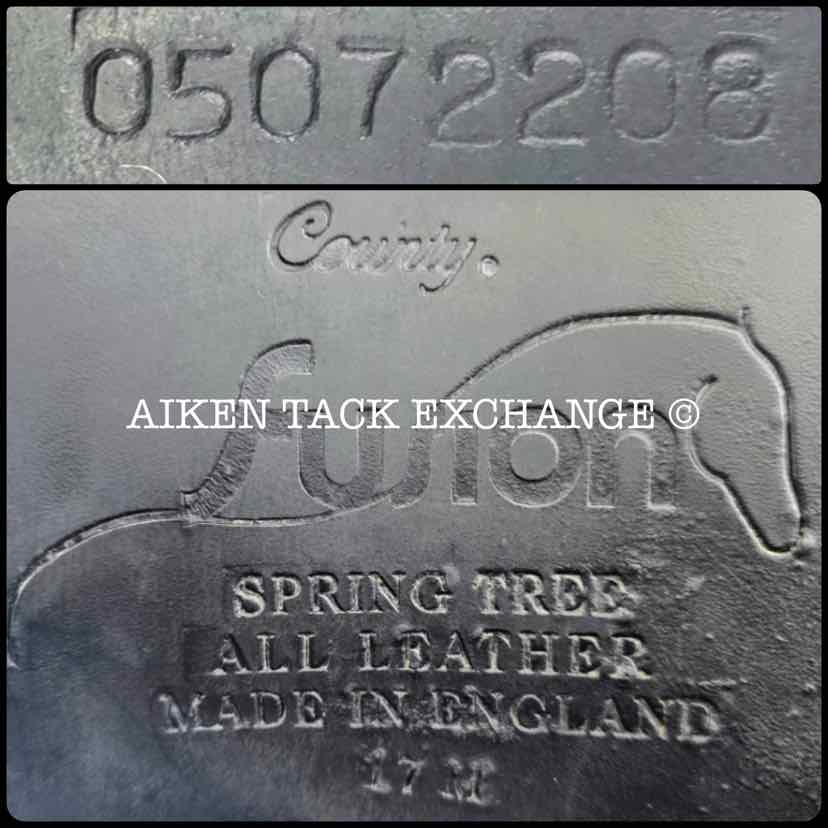 05072208
County.
fusion
AIKEN TACK EXCHANGE ©
SPRING TREE
ALL LEATHER
MADE IN ENGLAND
17 M